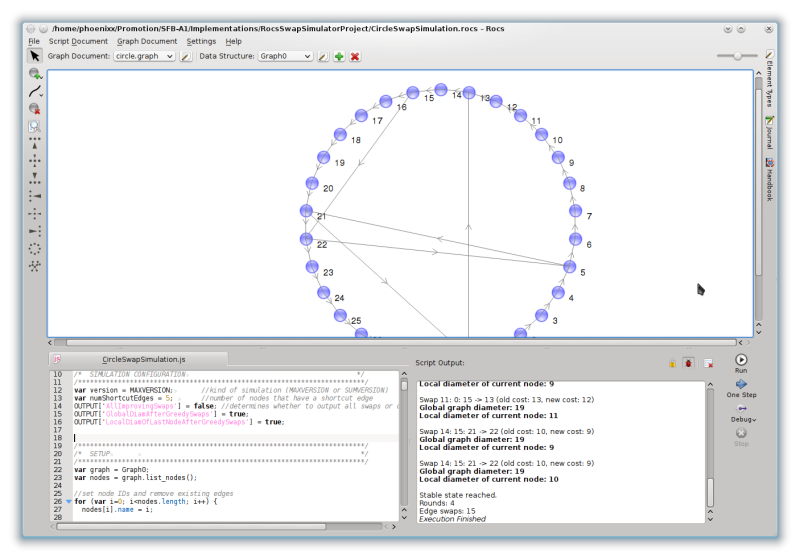 /home/phoenixx/Promotion/SFB-A1/Implementations/RocsSwapSimulatorProject/CircleSwapSimulation.rocs – Rocs
File Script Document Graph Document Settings Help
Graph Document: circle.graph Data Structure: Graph0
Element Types
Journal
Handbook
16 15 14 13 12
17 11
18 10
19 9
20 8
21 7
22 6
23 5
24 4
25 3
CircleSwapSimulation.js
10 /* SIMULATION CONFIGURATION */
11 /***********************************************************************/
12 var version = MAXVERSION; //kind of simulation (MAXVERSION or SUMVERSION)
13 var numShortcutEdges = 5; //number of nodes that have a shortcut edge
14 OUTPUT['AllImprovingSwaps'] = false; //determines whether to output all swaps or
15 OUTPUT['GlobalDiamAfterGreedySwaps'] = true;
16 OUTPUT['LocalDiamOfLastNodeAfterGreedySwaps'] = true;
17
18
19 /***********************************************************************/
20 /* SETUP */
21 /***********************************************************************/
22 var graph = Graph0;
23 var nodes = graph.list_nodes();
24
25 //set node IDs and remove existing edges
26 for (var i=0; i<nodes.length; i++) {
27 nodes[i].name = i;
28
Script Output:
Local diameter of current node: 9
Swap 11: 0: 15 -> 13 (old cost: 13, new cost: 12)
Global graph diameter: 19
Local diameter of current node: 11
Swap 14: 15: 21 -> 22 (old cost: 10, new cost: 9)
Global graph diameter: 19
Local diameter of current node: 9
Swap 14: 15: 21 -> 22 (old cost: 10, new cost: 9)
Global graph diameter: 19
Local diameter of current node: 10
Stable state reached.
Rounds: 4
Edge swaps: 15
Execution Finished
Run
One Step
Debug
Stop